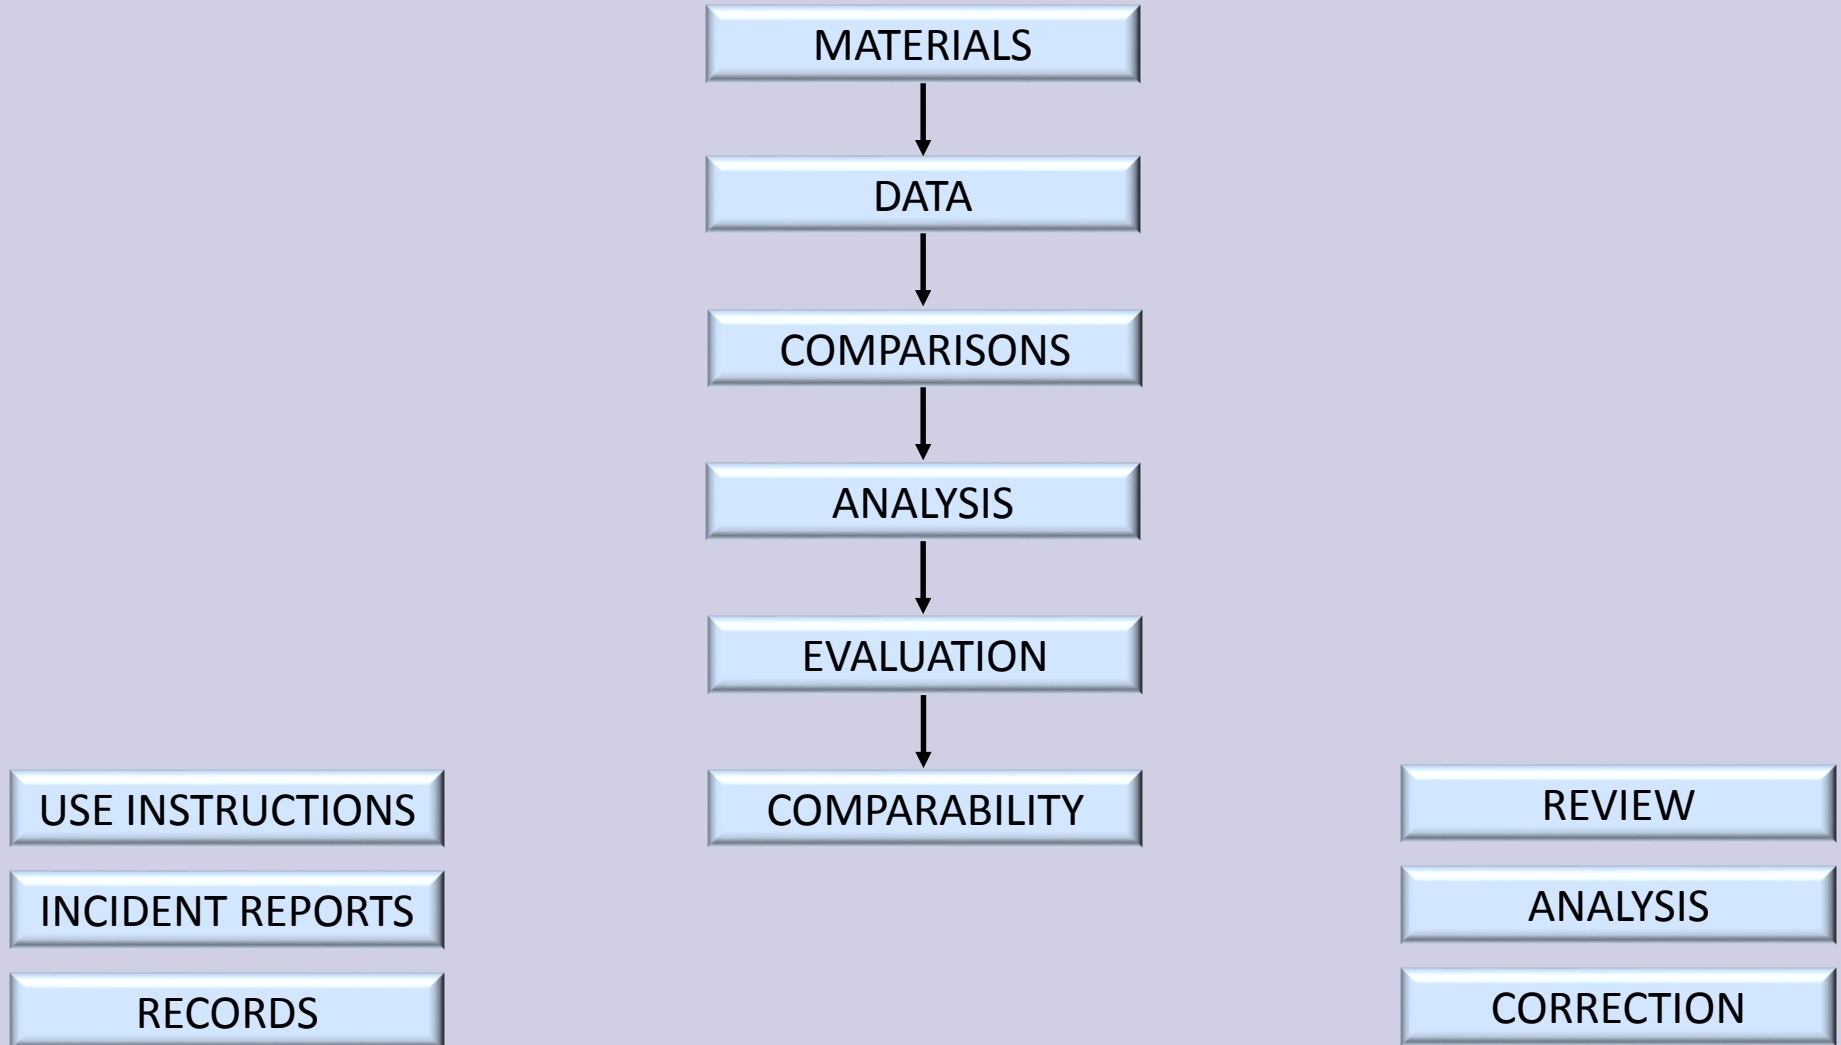 MATERIALS
DATA
COMPARISONS
ANALYSIS
EVALUATION
COMPARABILITY
USE INSTRUCTIONS
INCIDENT REPORTS
RECORDS
REVIEW
ANALYSIS
CORRECTION